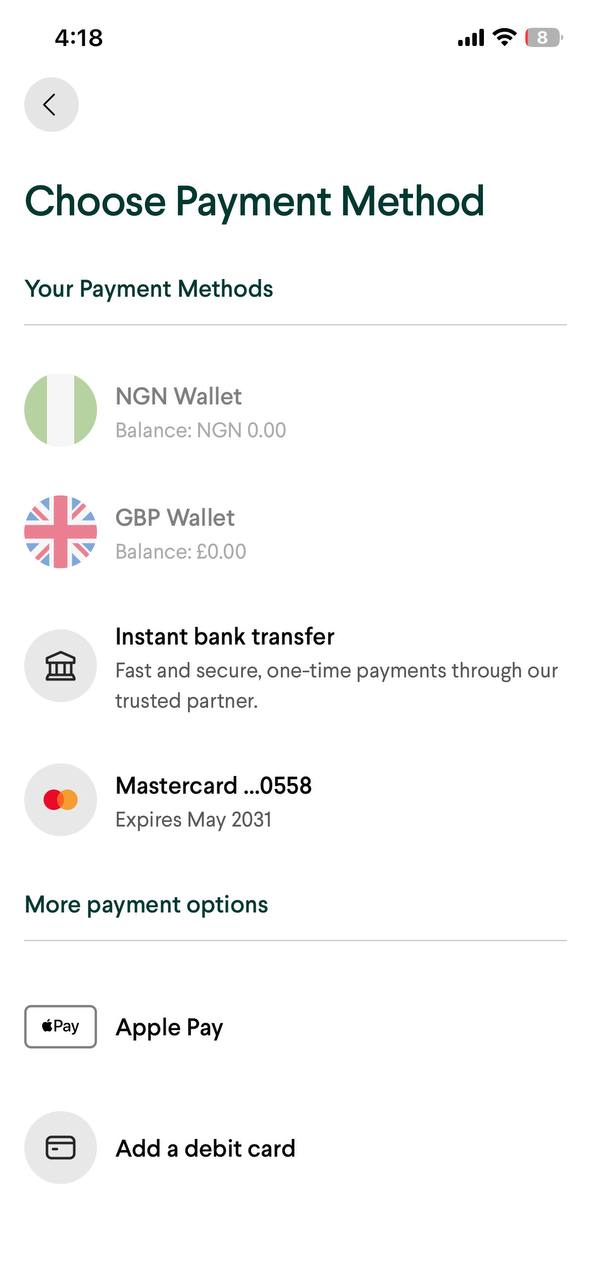 4:18
8
Choose Payment Method
Your Payment Methods
NGN Wallet
Balance: NGN 0.00
GBP Wallet
Balance: £0.00
Instant bank transfer
Fast and secure, one-time payments through our
trusted partner.
Mastercard ...0558
Expires May 2031
More payment options
Pay
Apple Pay
Add a debit card